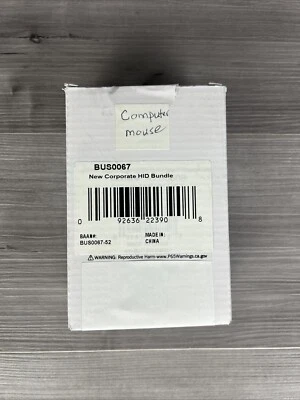 Computer
mouse
BUS0067
New Corporate HID Bundle
0 92636 22390 8
BAAN#: MADE IN:
BUS0067-52 CHINA
⚠WARNING: Reproductive Harm-www.P65Warnings.ca.gov